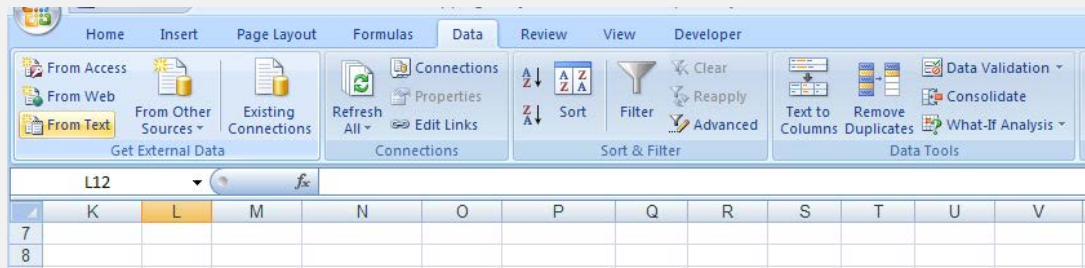 Home Insert Page Layout Formulas Data Review View Developer
From Access
From Web
From Text
From Other Sources
Existing Connections
Get External Data
Refresh All
Connections
Properties
Edit Links
Connections
A Z
Z A
A Z
Z A
Sort
Filter
Clear
Reapply
Advanced
Sort & Filter
Text to Columns
Remove Duplicates
Data Validation
Consolidate
What-If Analysis
Data Tools
L12 fx
K L M N O P Q R S T U V
7
8